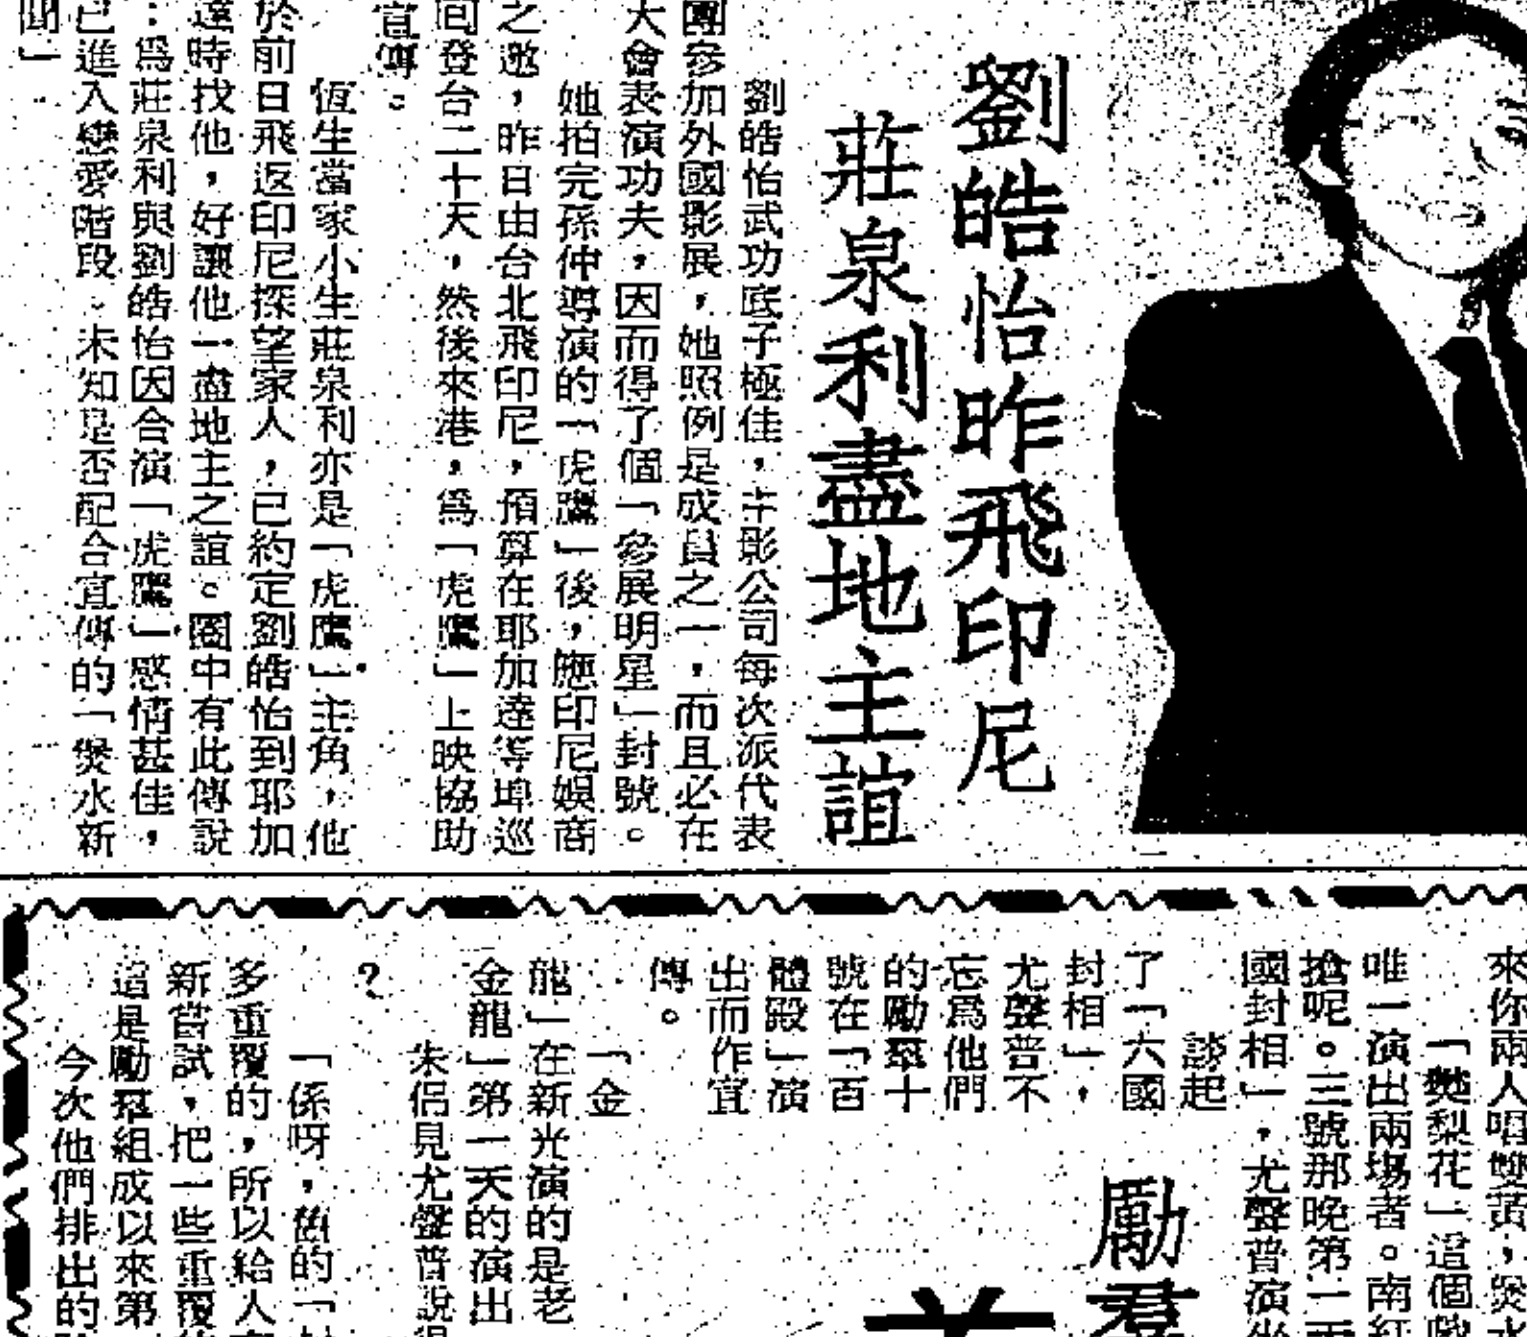 劉皓怡昨飛印尼
莊泉利盡地主誼
劉皓怡武功底子極佳，主影公司每次派代表
團參加外國影展，她照例是成員之一，而且必在
大會表演功夫，因而得了個「參展明星」封號。
她拍完孫仲導演的「虎鷹」後，應印尼娛商
之邀，昨日由台北飛印尼，預算在耶加達等埠巡
回登台二十天，然後來港，為「虎鷹」上映協助
宣傳。
恆生當家小生莊泉利亦是「虎鷹」主角，他
於前日飛返印尼探望家人，已約定劉皓怡到耶加
達時找他，好讓他一盡地主之誼。圈中有此傳說
：爲莊泉利與劉皓怡因合演「虎鷹」感情甚佳，
已進入戀愛階段。未知是否配合宣傳的「煲水新
聞」
來你兩人唱雙簧，煲水
「樊梨花」這個
唯一演出兩場者。南紅
搶呢。三號那晚第一
國封相」，尤聲普演
談起
了「六國
封相」，
尤聲普不
忘爲他們
的勵羣十
號在「百
體殿」演
出而作宣
傳。
勵羣
「金
龍」在新光演的是老
金龍」第一天的演出
朱侶見尤聲普說
？
「係呀，舊的「
多重覆的，所以給人
新嘗試，把一些重覆
這是勵羣組成以來第
今次他們排出的